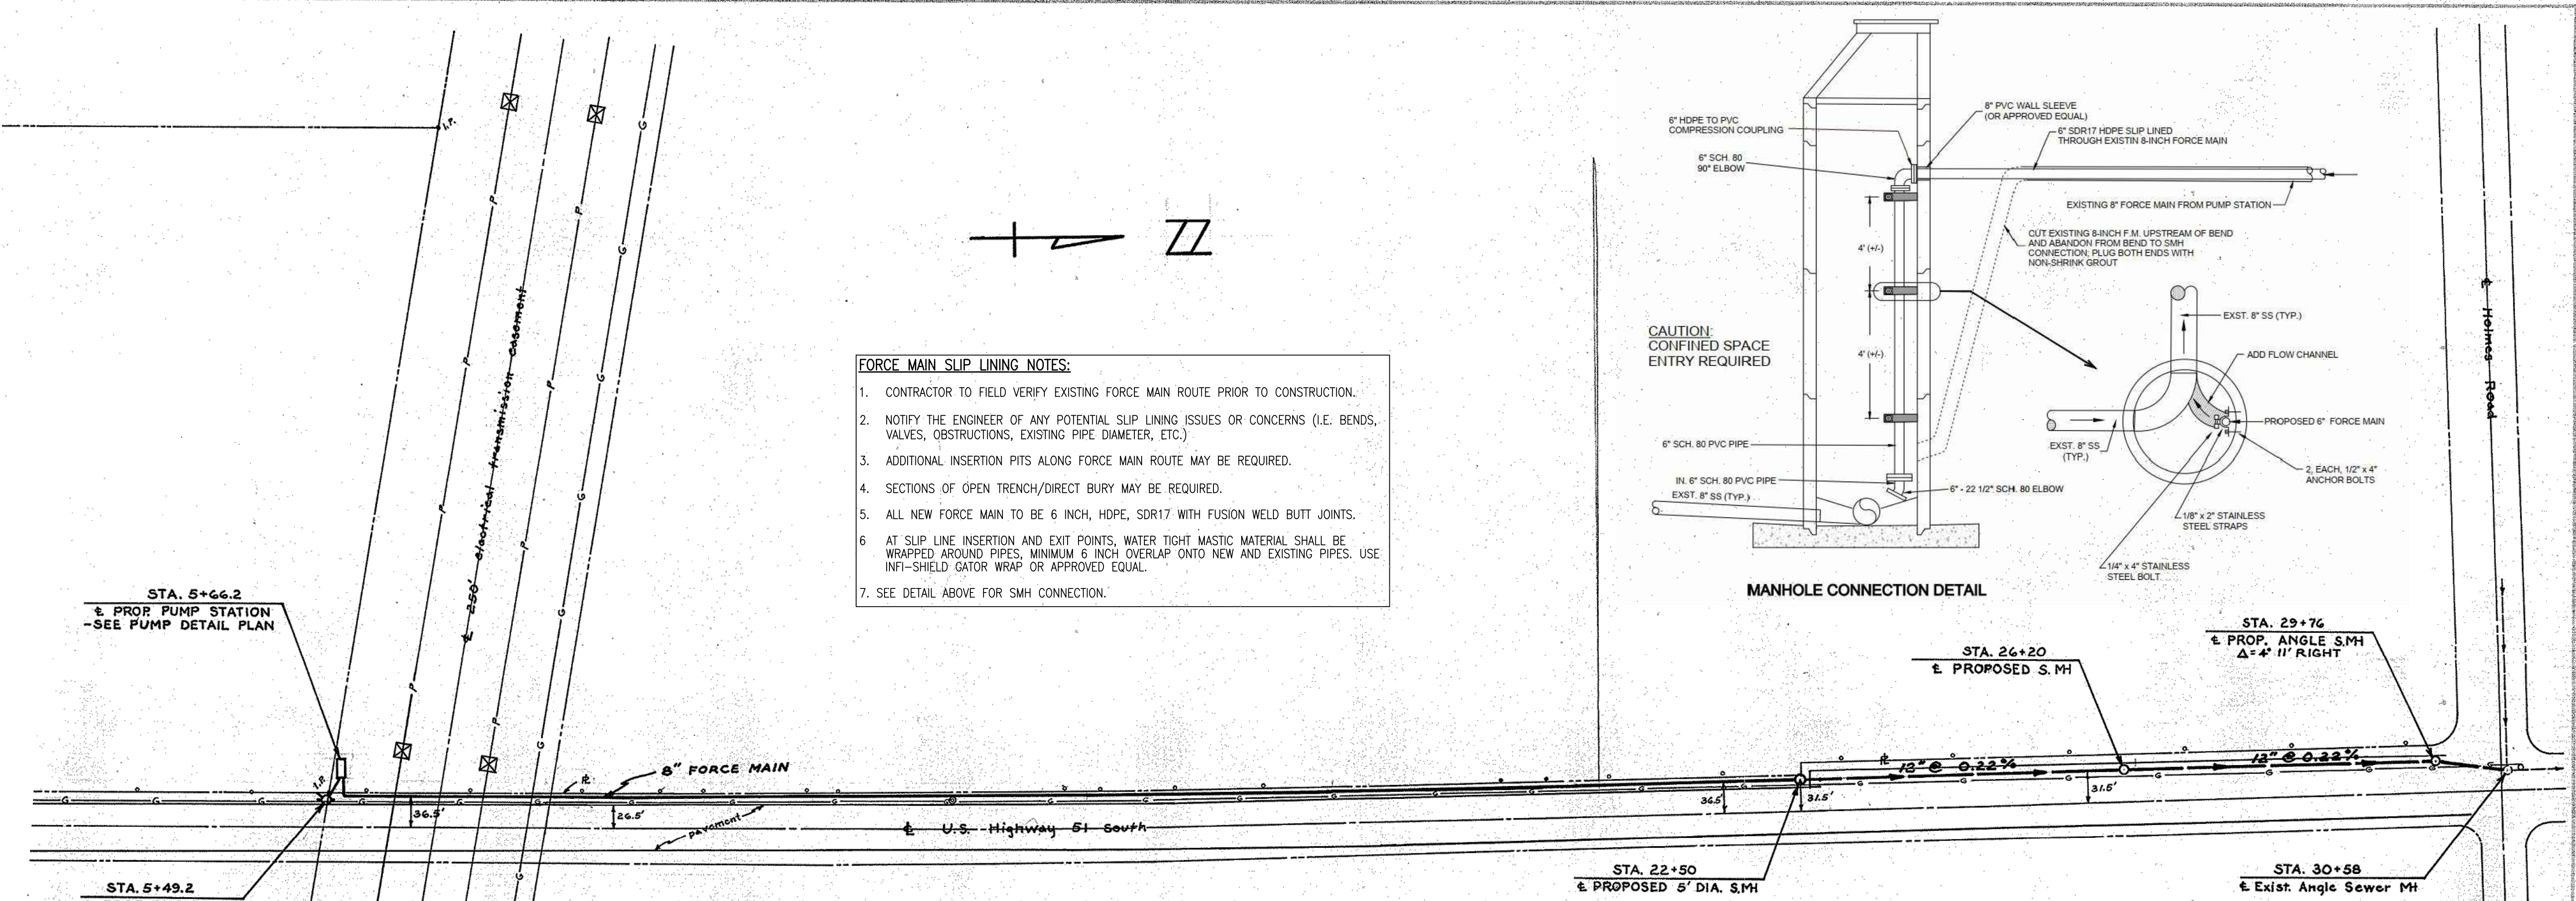 I.P.
℄ 250' electrical transmission easement
FORCE MAIN SLIP LINING NOTES:
1. CONTRACTOR TO FIELD VERIFY EXISTING FORCE MAIN ROUTE PRIOR TO CONSTRUCTION.
2. NOTIFY THE ENGINEER OF ANY POTENTIAL SLIP LINING ISSUES OR CONCERNS (I.E. BENDS,
VALVES, OBSTRUCTIONS, EXISTING PIPE DIAMETER, ETC.)
3. ADDITIONAL INSERTION PITS ALONG FORCE MAIN ROUTE MAY BE REQUIRED.
4. SECTIONS OF OPEN TRENCH/DIRECT BURY MAY BE REQUIRED.
5. ALL NEW FORCE MAIN TO BE 6 INCH, HDPE, SDR17 WITH FUSION WELD BUTT JOINTS.
6 AT SLIP LINE INSERTION AND EXIT POINTS, WATER TIGHT MASTIC MATERIAL SHALL BE
WRAPPED AROUND PIPES, MINIMUM 6 INCH OVERLAP ONTO NEW AND EXISTING PIPES. USE
INFI-SHIELD GATOR WRAP OR APPROVED EQUAL.
7. SEE DETAIL ABOVE FOR SMH CONNECTION.
6" HDPE TO PVC
COMPRESSION COUPLING
8" PVC WALL SLEEVE
(OR APPROVED EQUAL)
6" SDR17 HDPE SLIP LINED
THROUGH EXISTIN 8-INCH FORCE MAIN
6" SCH. 80
90° ELBOW
EXISTING 8" FORCE MAIN FROM PUMP STATION
4' (+/-)
CUT EXISTING 8-INCH F.M. UPSTREAM OF BEND
AND ABANDON FROM BEND TO SMH
CONNECTION; PLUG BOTH ENDS WITH
NON-SHRINK GROUT
CAUTION:
CONFINED SPACE
ENTRY REQUIRED
4' (+/-)
EXST. 8" SS (TYP.)
ADD FLOW CHANNEL
PROPOSED 6" FORCE MAIN
EXST. 8" SS
(TYP.)
2, EACH, 1/2" x 4"
ANCHOR BOLTS
6" SCH. 80 PVC PIPE
IN. 6" SCH. 80 PVC PIPE
EXST. 8" SS (TYP.)
6" - 22 1/2° SCH. 80 ELBOW
1/8" x 2" STAINLESS
STEEL STRAPS
1/4" x 4" STAINLESS
STEEL BOLT
MANHOLE CONNECTION DETAIL
℄ Holmes Road
STA. 5+66.2
℄ PROP. PUMP STATION
-SEE PUMP DETAIL PLAN
I.P.
8" FORCE MAIN
36.5'
26.5'
pavement
℄ U.S. Highway 51 South
36.5'
31.5'
12" @ 0.22%
31.5'
12" @ 0.22%
STA. 26+20
℄ PROPOSED S.MH
STA. 29+76
℄ PROP. ANGLE S.MH
Δ=4° 11' RIGHT
STA. 5+49.2
STA. 22+50
℄ PROPOSED 5' DIA. S.MH
STA. 30+58
℄ Exist. Angle Sewer MH